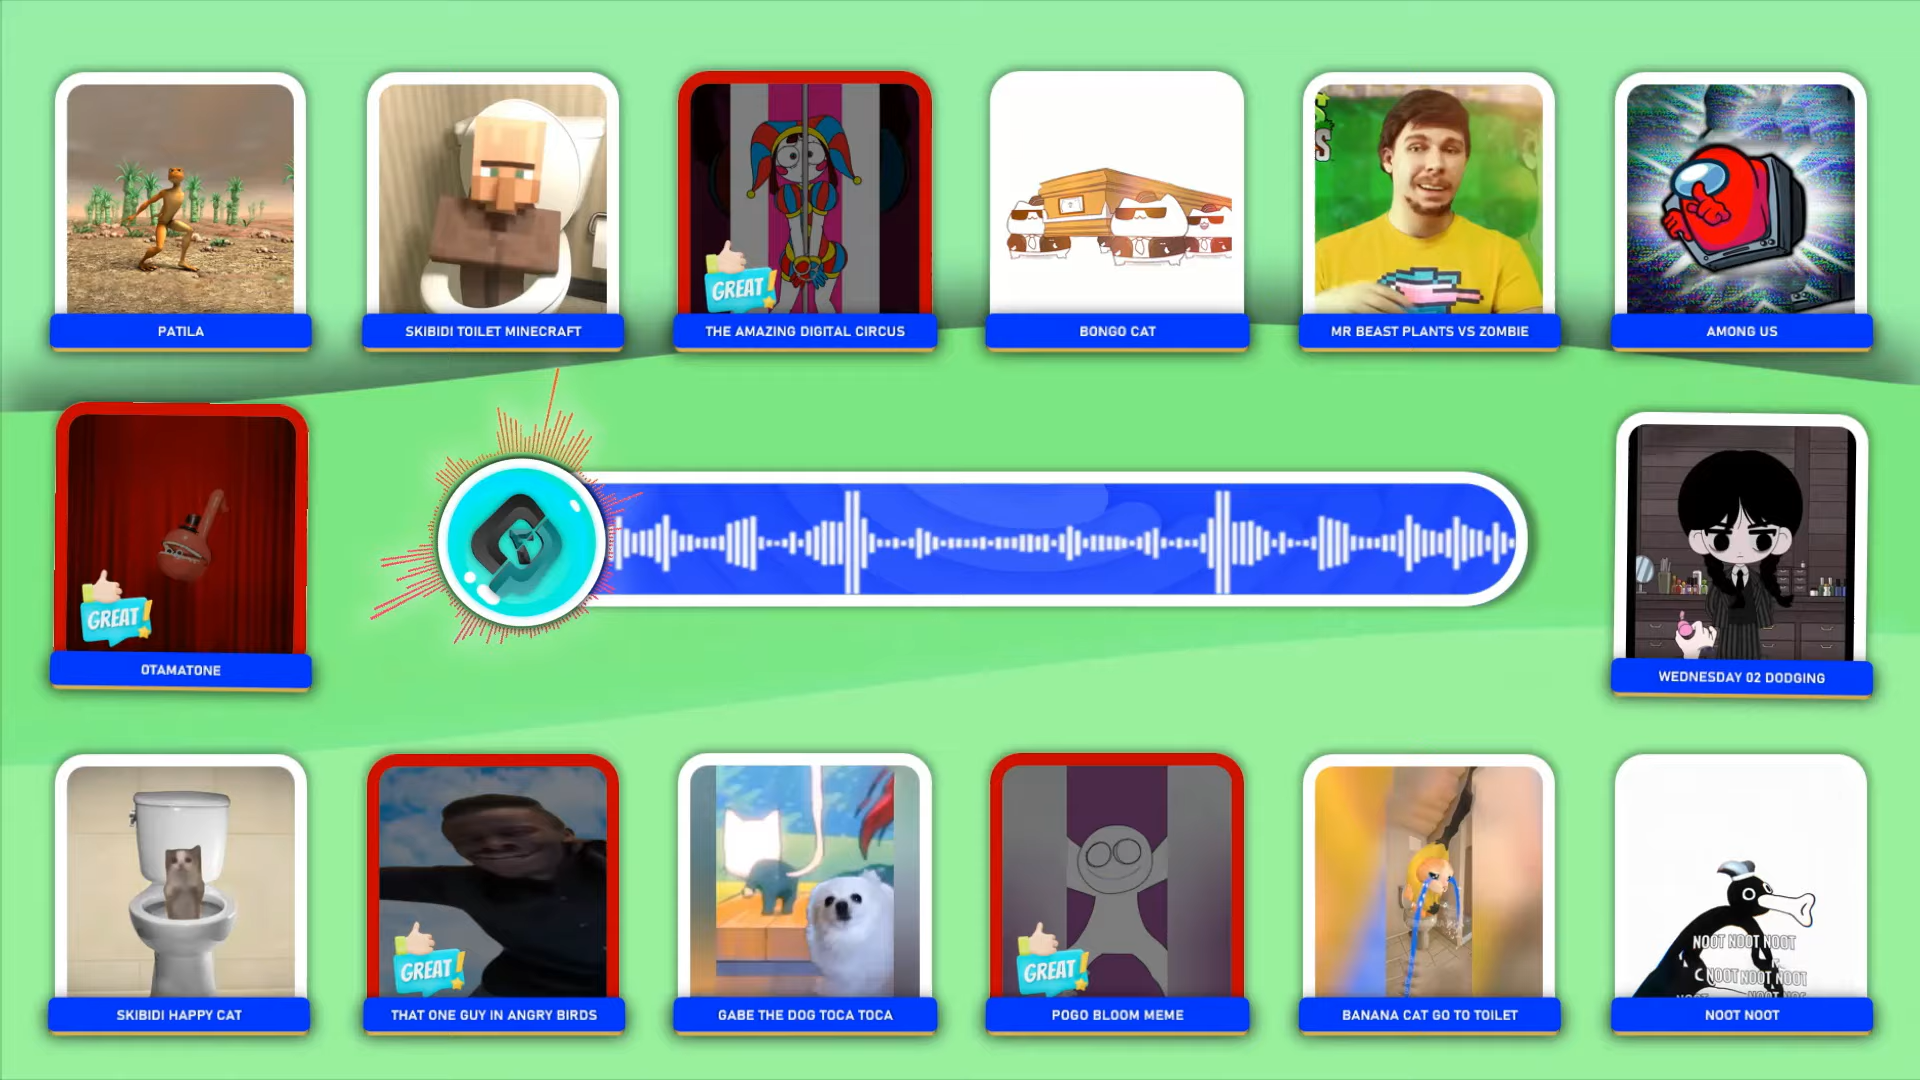 PATILA
SKIBIDI TOILET MINECRAFT
GREAT!
THE AMAZING DIGITAL CIRCUS
BONGO CAT
MR BEAST PLANTS VS ZOMBIE
AMONG US
GREAT!
OTAMATONE
WEDNESDAY 02 DODGING
SKIBIDI HAPPY CAT
GREAT!
THAT ONE GUY IN ANGRY BIRDS
GABE THE DOG TOCA TOCA
GREAT!
POGO BLOOM MEME
BANANA CAT GO TO TOILET
NOOT NOOT NOOT
NOOT NOOT NOOT
NOOT NOOT